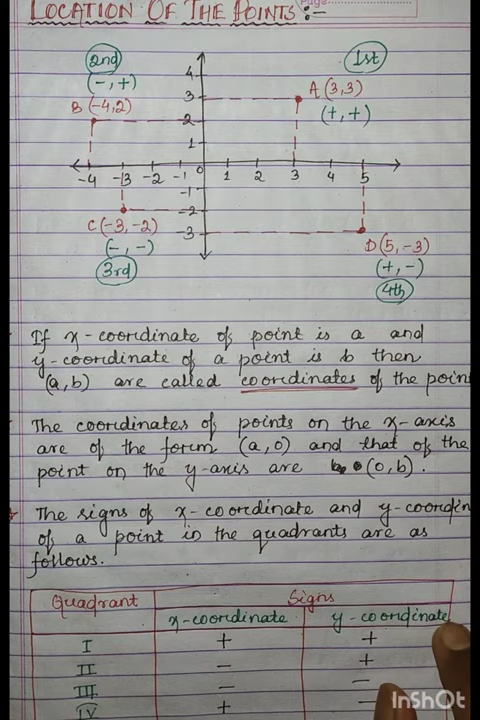 Page
LOCATION OF THE POINTS :-
2nd
(-, +)
B (-4, 2)
1st
A (3, 3)
(+, +)
4
3
2
1
-4 -3 -2 -1 0 1 2 3 4 5
-1
-2
-3
C (-3, -2)
(-, -)
3rd
D (5, -3)
(+, -)
4th
If x-coordinate of point is a and
y-coordinate of a point is b then
(a, b) are called coordinates of the poin
The coordinates of points on the x-axis
are of the form (a, 0) and that of the
point on the y-axis are (0, b).
The signs of x-coordinate and y-coordin
of a point in the quadrants are as
follows.
Quadrant Signs
x-coordinate y-coordinate
I + +
II - +
III - -
IV + -
InShOt